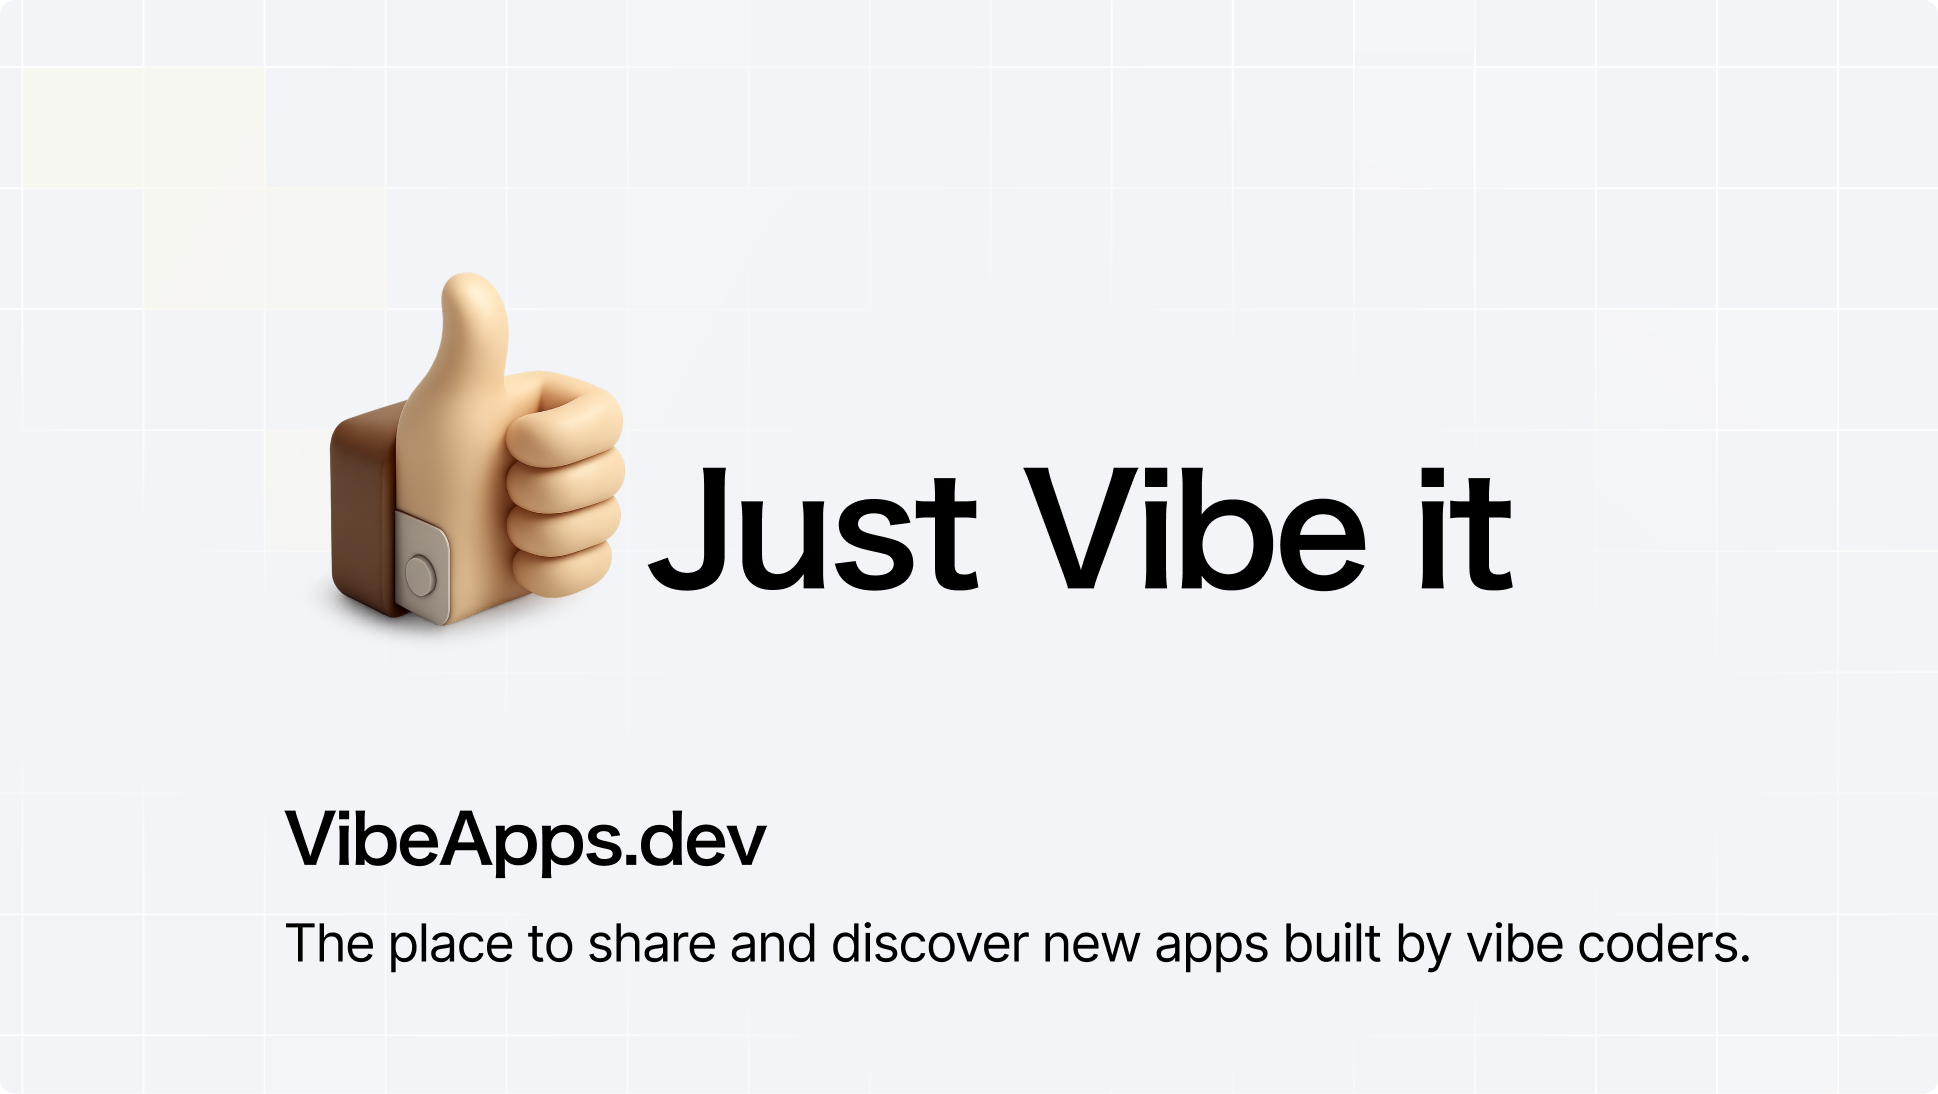 Just Vibe it
VibeApps.dev
The place to share and discover new apps built by vibe coders.